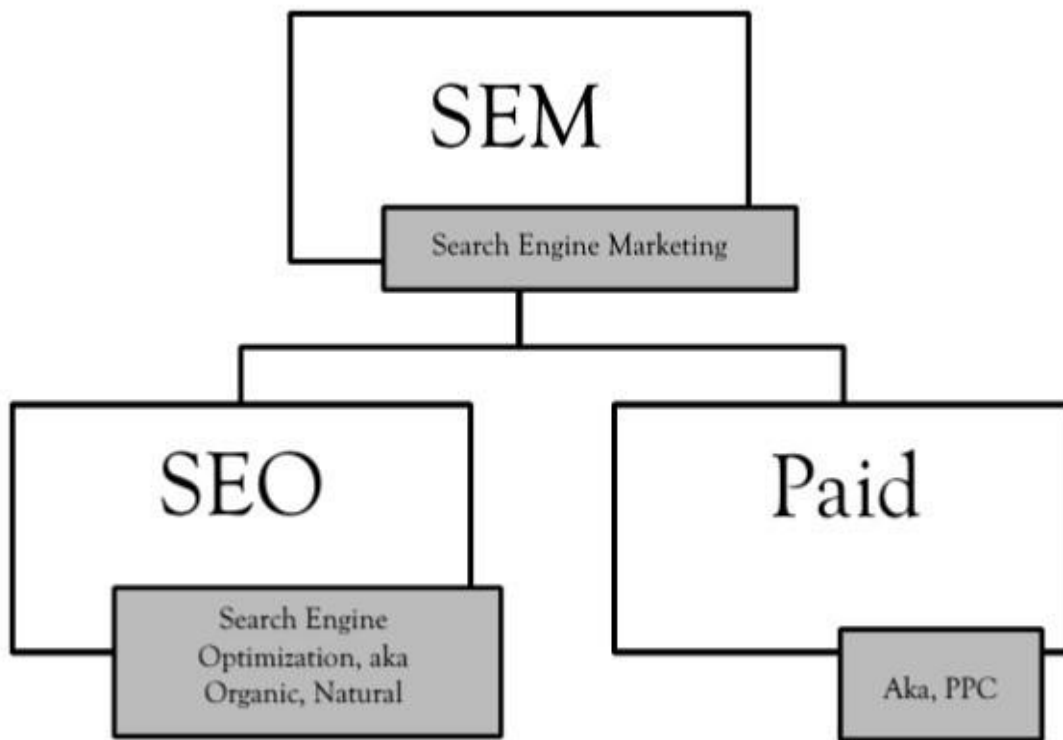 SEM
Search Engine Marketing
SEO
Search Engine
Optimization, aka
Organic, Natural
Paid
Aka, PPC